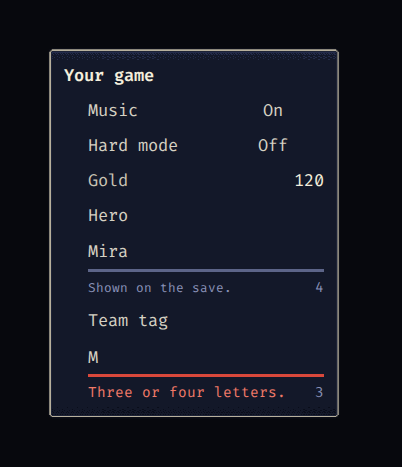 Your game
Music On
Hard mode Off
Gold 120
Hero
Mira
Shown on the save. 4
Team tag
M
Three or four letters. 3